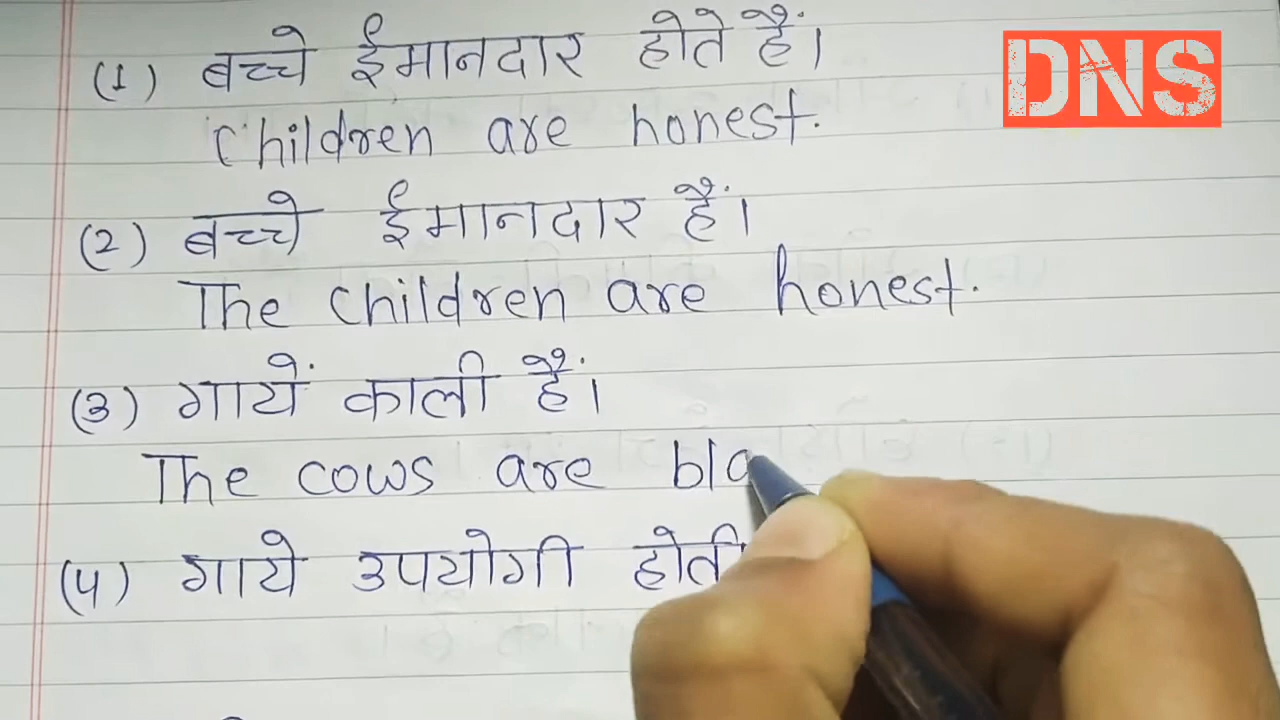 DNS
(1) बच्चे ईमानदार होते हैं।
Children are honest.
(2) बच्चे ईमानदार हैं।
The children are honest.
(3) गायें काली हैं।
The cows are bla
(4) गाये उपयोगी होती